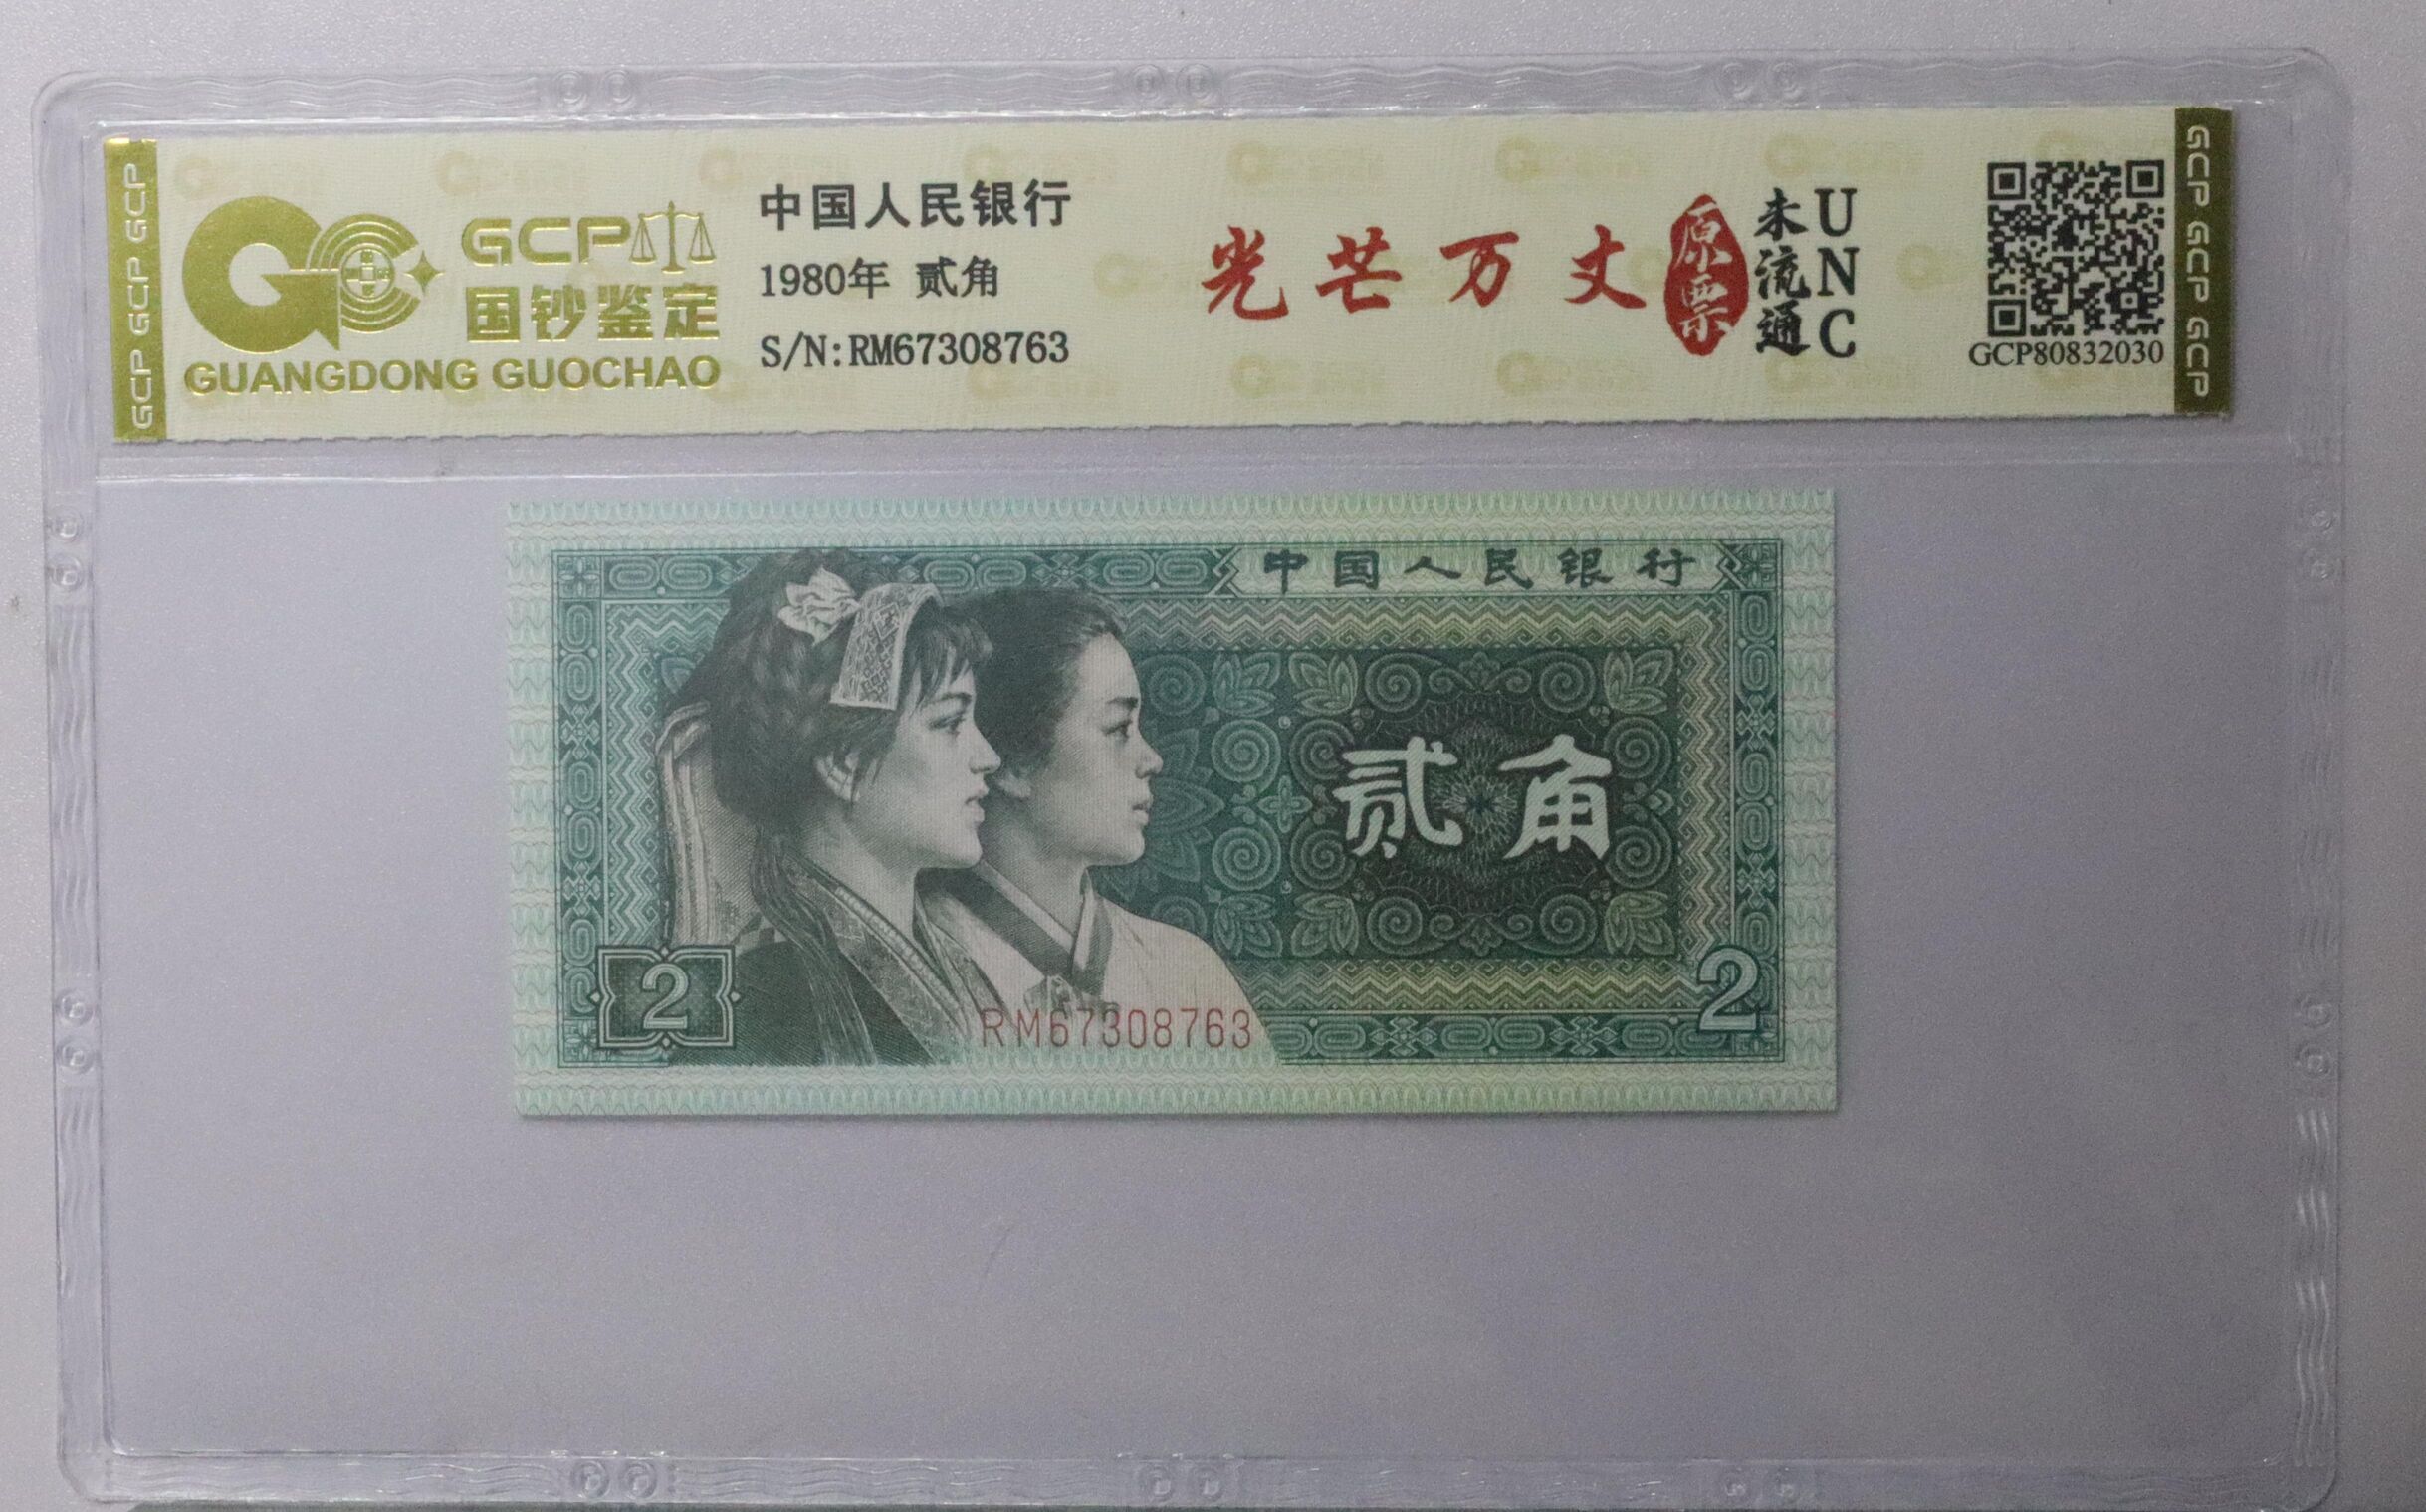 GCP GCP GCP
GCP
国钞鉴定
GUANGDONG GUOCHAO
中国人民银行
1980年 贰角
S/N:RM67308763
光芒万丈
原票
未流通
UNC
GCP80832030
GCP GCP GCP
中国人民银行
贰角
2
RM67308763
2